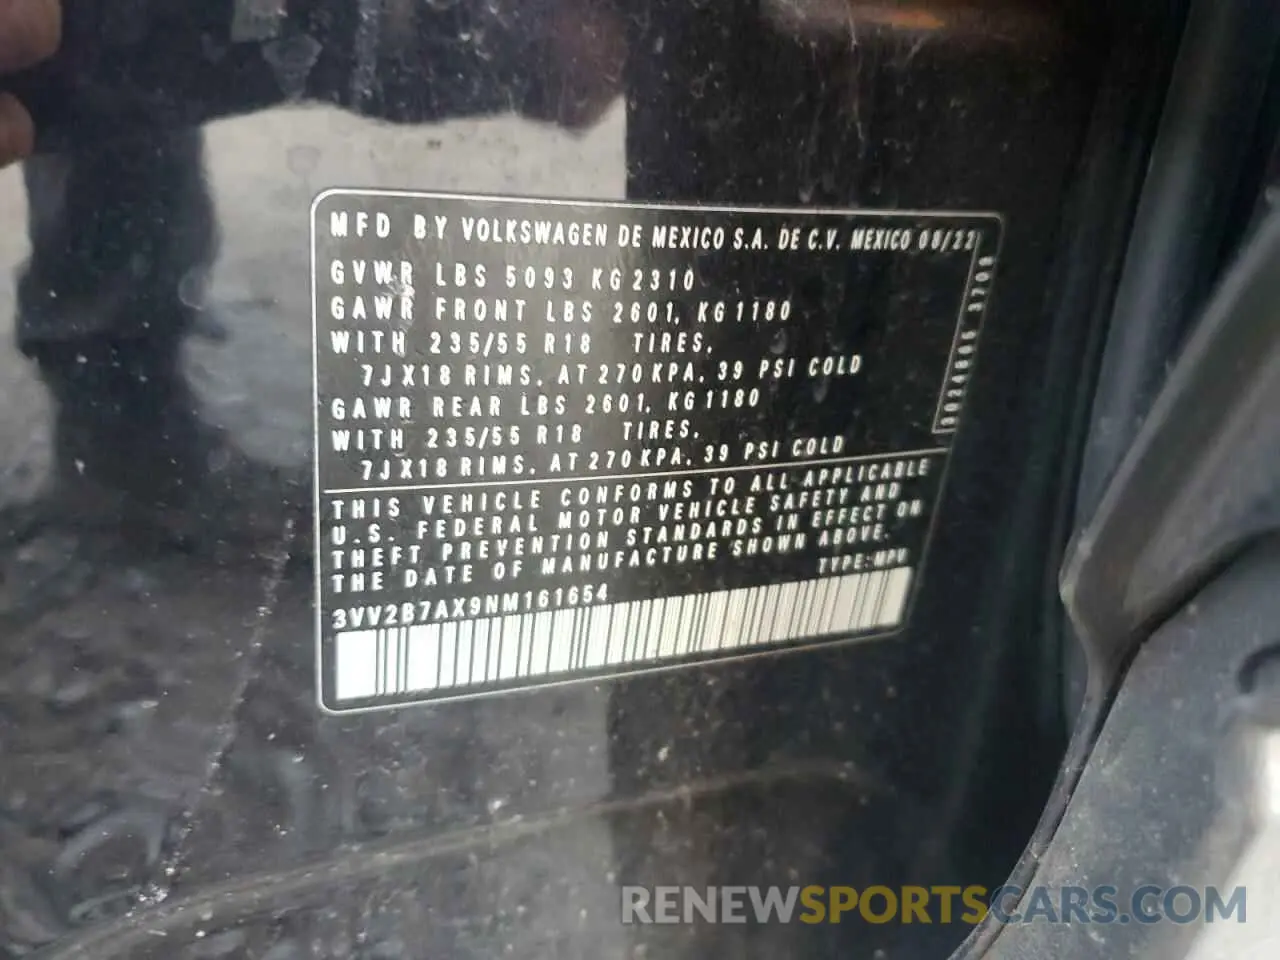 MFD BY VOLKSWAGEN DE MEXICO S.A. DE C.V. MEXICO 08/22
GVWR LBS 5093 KG 2310
GAWR FRONT LBS 2601, KG 1180
WITH 235/55 R18 TIRES,
7JX18 RIMS, AT 270 KPA, 39 PSI COLD
GAWR REAR LBS 2601, KG 1180
WITH 235/55 R18 TIRES,
7JX18 RIMS, AT 270 KPA, 39 PSI COLD
THIS VEHICLE CONFORMS TO ALL APPLICABLE
U.S. FEDERAL MOTOR VEHICLE SAFETY AND
THEFT PREVENTION STANDARDS IN EFFECT ON
THE DATE OF MANUFACTURE SHOWN ABOVE.
TYPE: MPV
3VV2B7AX9NM161654
RENEWSPORTSCARS.COM